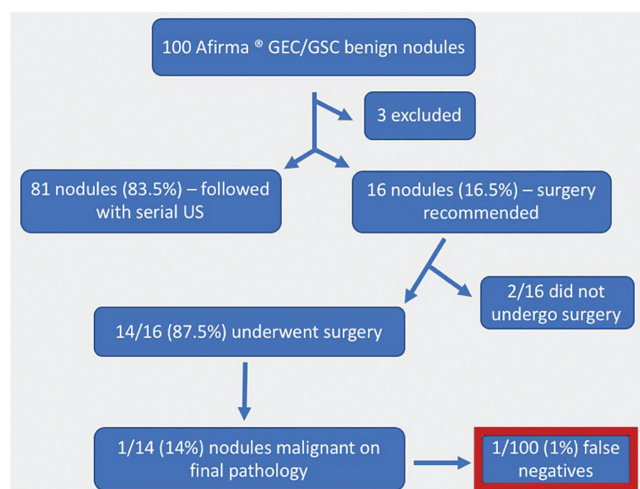 100 Afirma ® GEC/GSC benign nodules
3 excluded
81 nodules (83.5%) – followed
with serial US
16 nodules (16.5%) – surgery
recommended
2/16 did not
undergo surgery
14/16 (87.5%) underwent surgery
1/14 (14%) nodules malignant on
final pathology
1/100 (1%) false
negatives